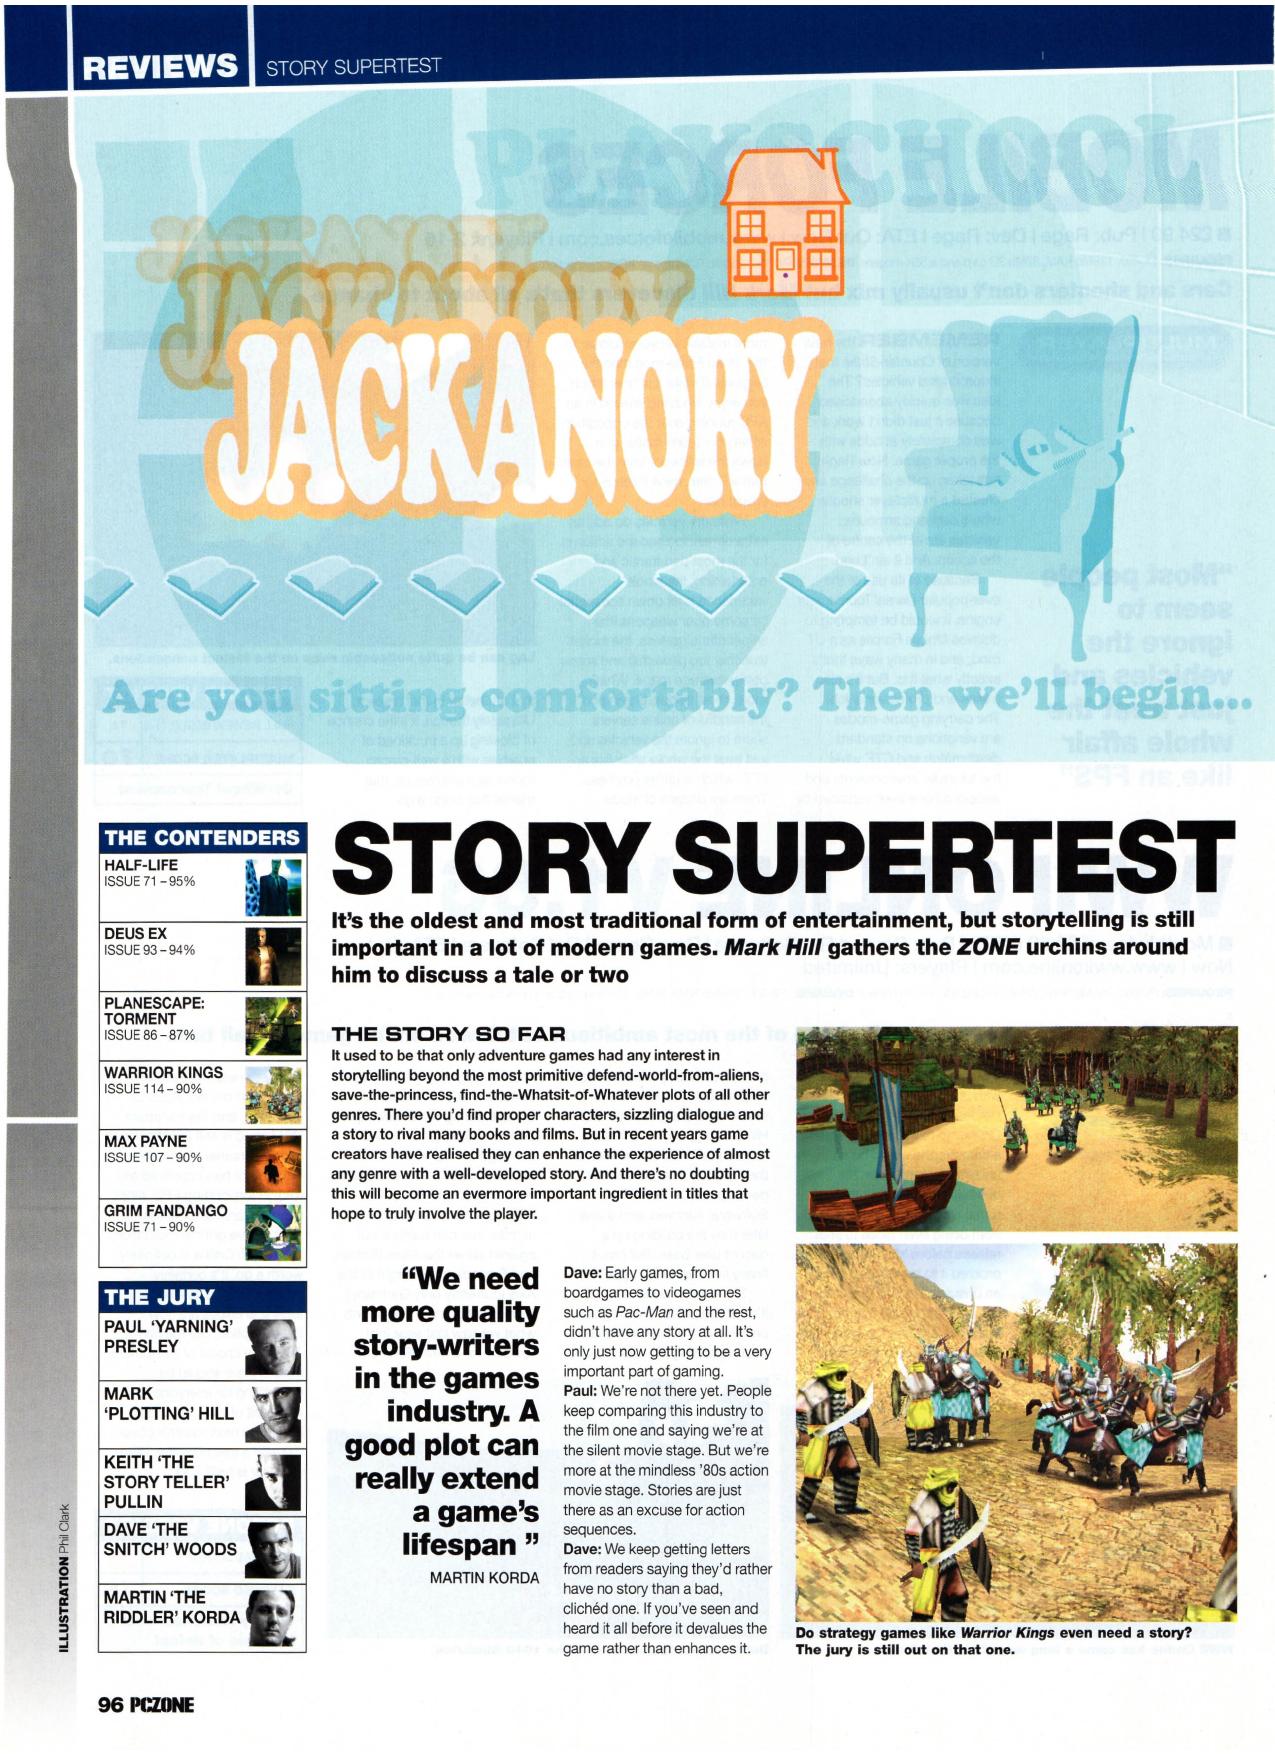 REVIEWS
STORY SUPERTEST
PLAYSCHOOL
JACKANORY
JACKANORY
JACKANORY
Are you sitting comfortably? Then we'll begin...
THE CONTENDERS
HALF-LIFE
ISSUE 71 – 95%
DEUS EX
ISSUE 93 – 94%
PLANESCAPE:
TORMENT
ISSUE 86 – 87%
WARRIOR KINGS
ISSUE 114 – 90%
MAX PAYNE
ISSUE 107 – 90%
GRIM FANDANGO
ISSUE 71 – 90%
THE JURY
PAUL 'YARNING'
PRESLEY
MARK
'PLOTTING' HILL
KEITH 'THE
STORY TELLER'
PULLIN
DAVE 'THE
SNITCH' WOODS
MARTIN 'THE
RIDDLER' KORDA
STORY SUPERTEST
It's the oldest and most traditional form of entertainment, but storytelling is still
important in a lot of modern games. Mark Hill gathers the ZONE urchins around
him to discuss a tale or two
THE STORY SO FAR
It used to be that only adventure games had any interest in
storytelling beyond the most primitive defend-world-from-aliens,
save-the-princess, find-the-Whatsit-of-Whatever plots of all other
genres. There you'd find proper characters, sizzling dialogue and
a story to rival many books and films. But in recent years game
creators have realised they can enhance the experience of almost
any genre with a well-developed story. And there's no doubting
this will become an evermore important ingredient in titles that
hope to truly involve the player.
"We need
more quality
story-writers
in the games
industry. A
good plot can
really extend
a game's
lifespan "
MARTIN KORDA
Dave: Early games, from
boardgames to videogames
such as Pac-Man and the rest,
didn't have any story at all. It's
only just now getting to be a very
important part of gaming.
Paul: We're not there yet. People
keep comparing this industry to
the film one and saying we're at
the silent movie stage. But we're
more at the mindless '80s action
movie stage. Stories are just
there as an excuse for action
sequences.
Dave: We keep getting letters
from readers saying they'd rather
have no story than a bad,
clichéd one. If you've seen and
heard it all before it devalues the
game rather than enhances it.
Do strategy games like Warrior Kings even need a story?
The jury is still out on that one.
ILLUSTRATION Phil Clark
96 PCZONE